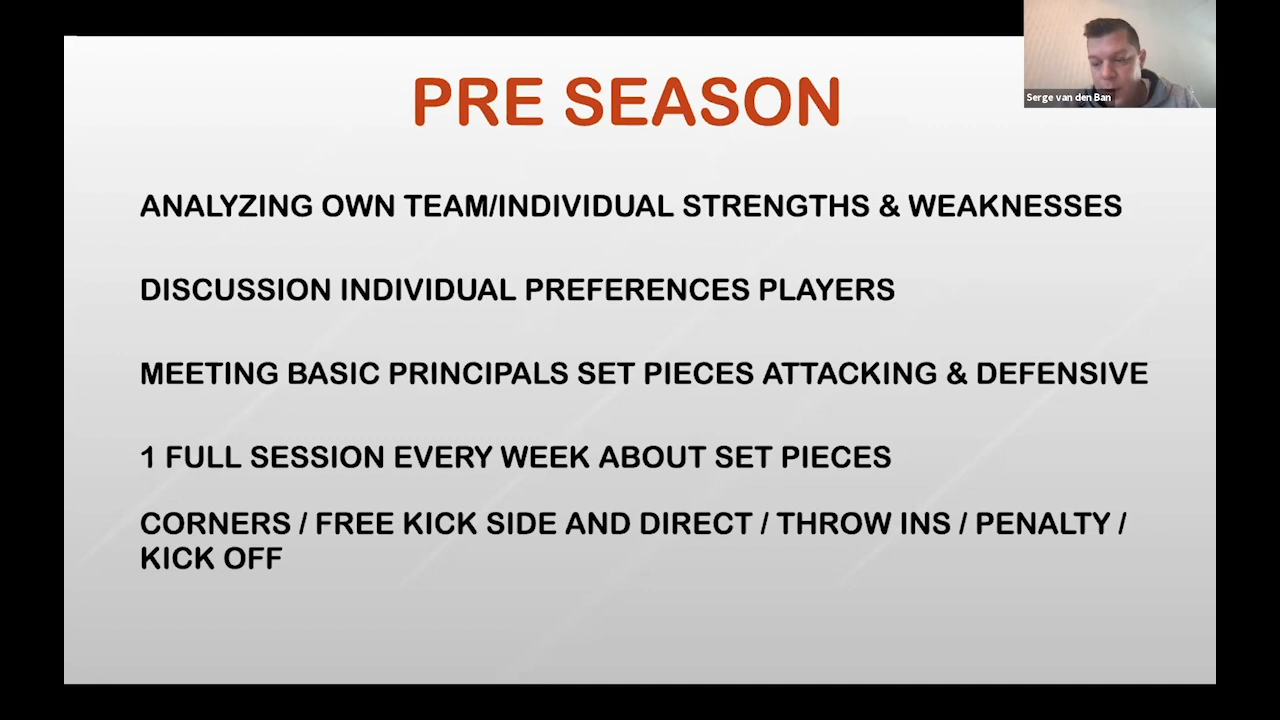 PRE SEASON
Serge van den Ban
ANALYZING OWN TEAM/INDIVIDUAL STRENGTHS & WEAKNESSES
DISCUSSION INDIVIDUAL PREFERENCES PLAYERS
MEETING BASIC PRINCIPALS SET PIECES ATTACKING & DEFENSIVE
1 FULL SESSION EVERY WEEK ABOUT SET PIECES
CORNERS / FREE KICK SIDE AND DIRECT / THROW INS / PENALTY /
KICK OFF